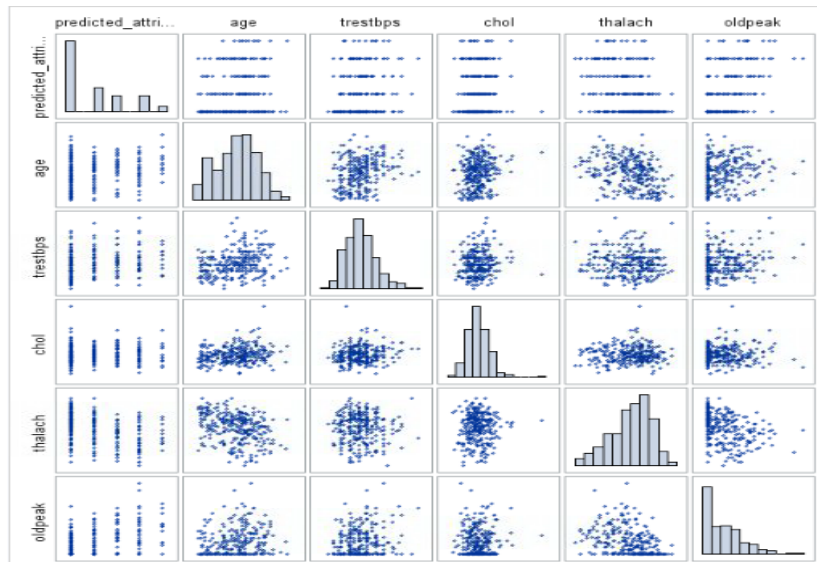 predicted_attri... age trestbps chol thalach oldpeak
predicted_attri...
age
trestbps
chol
thalach
oldpeak